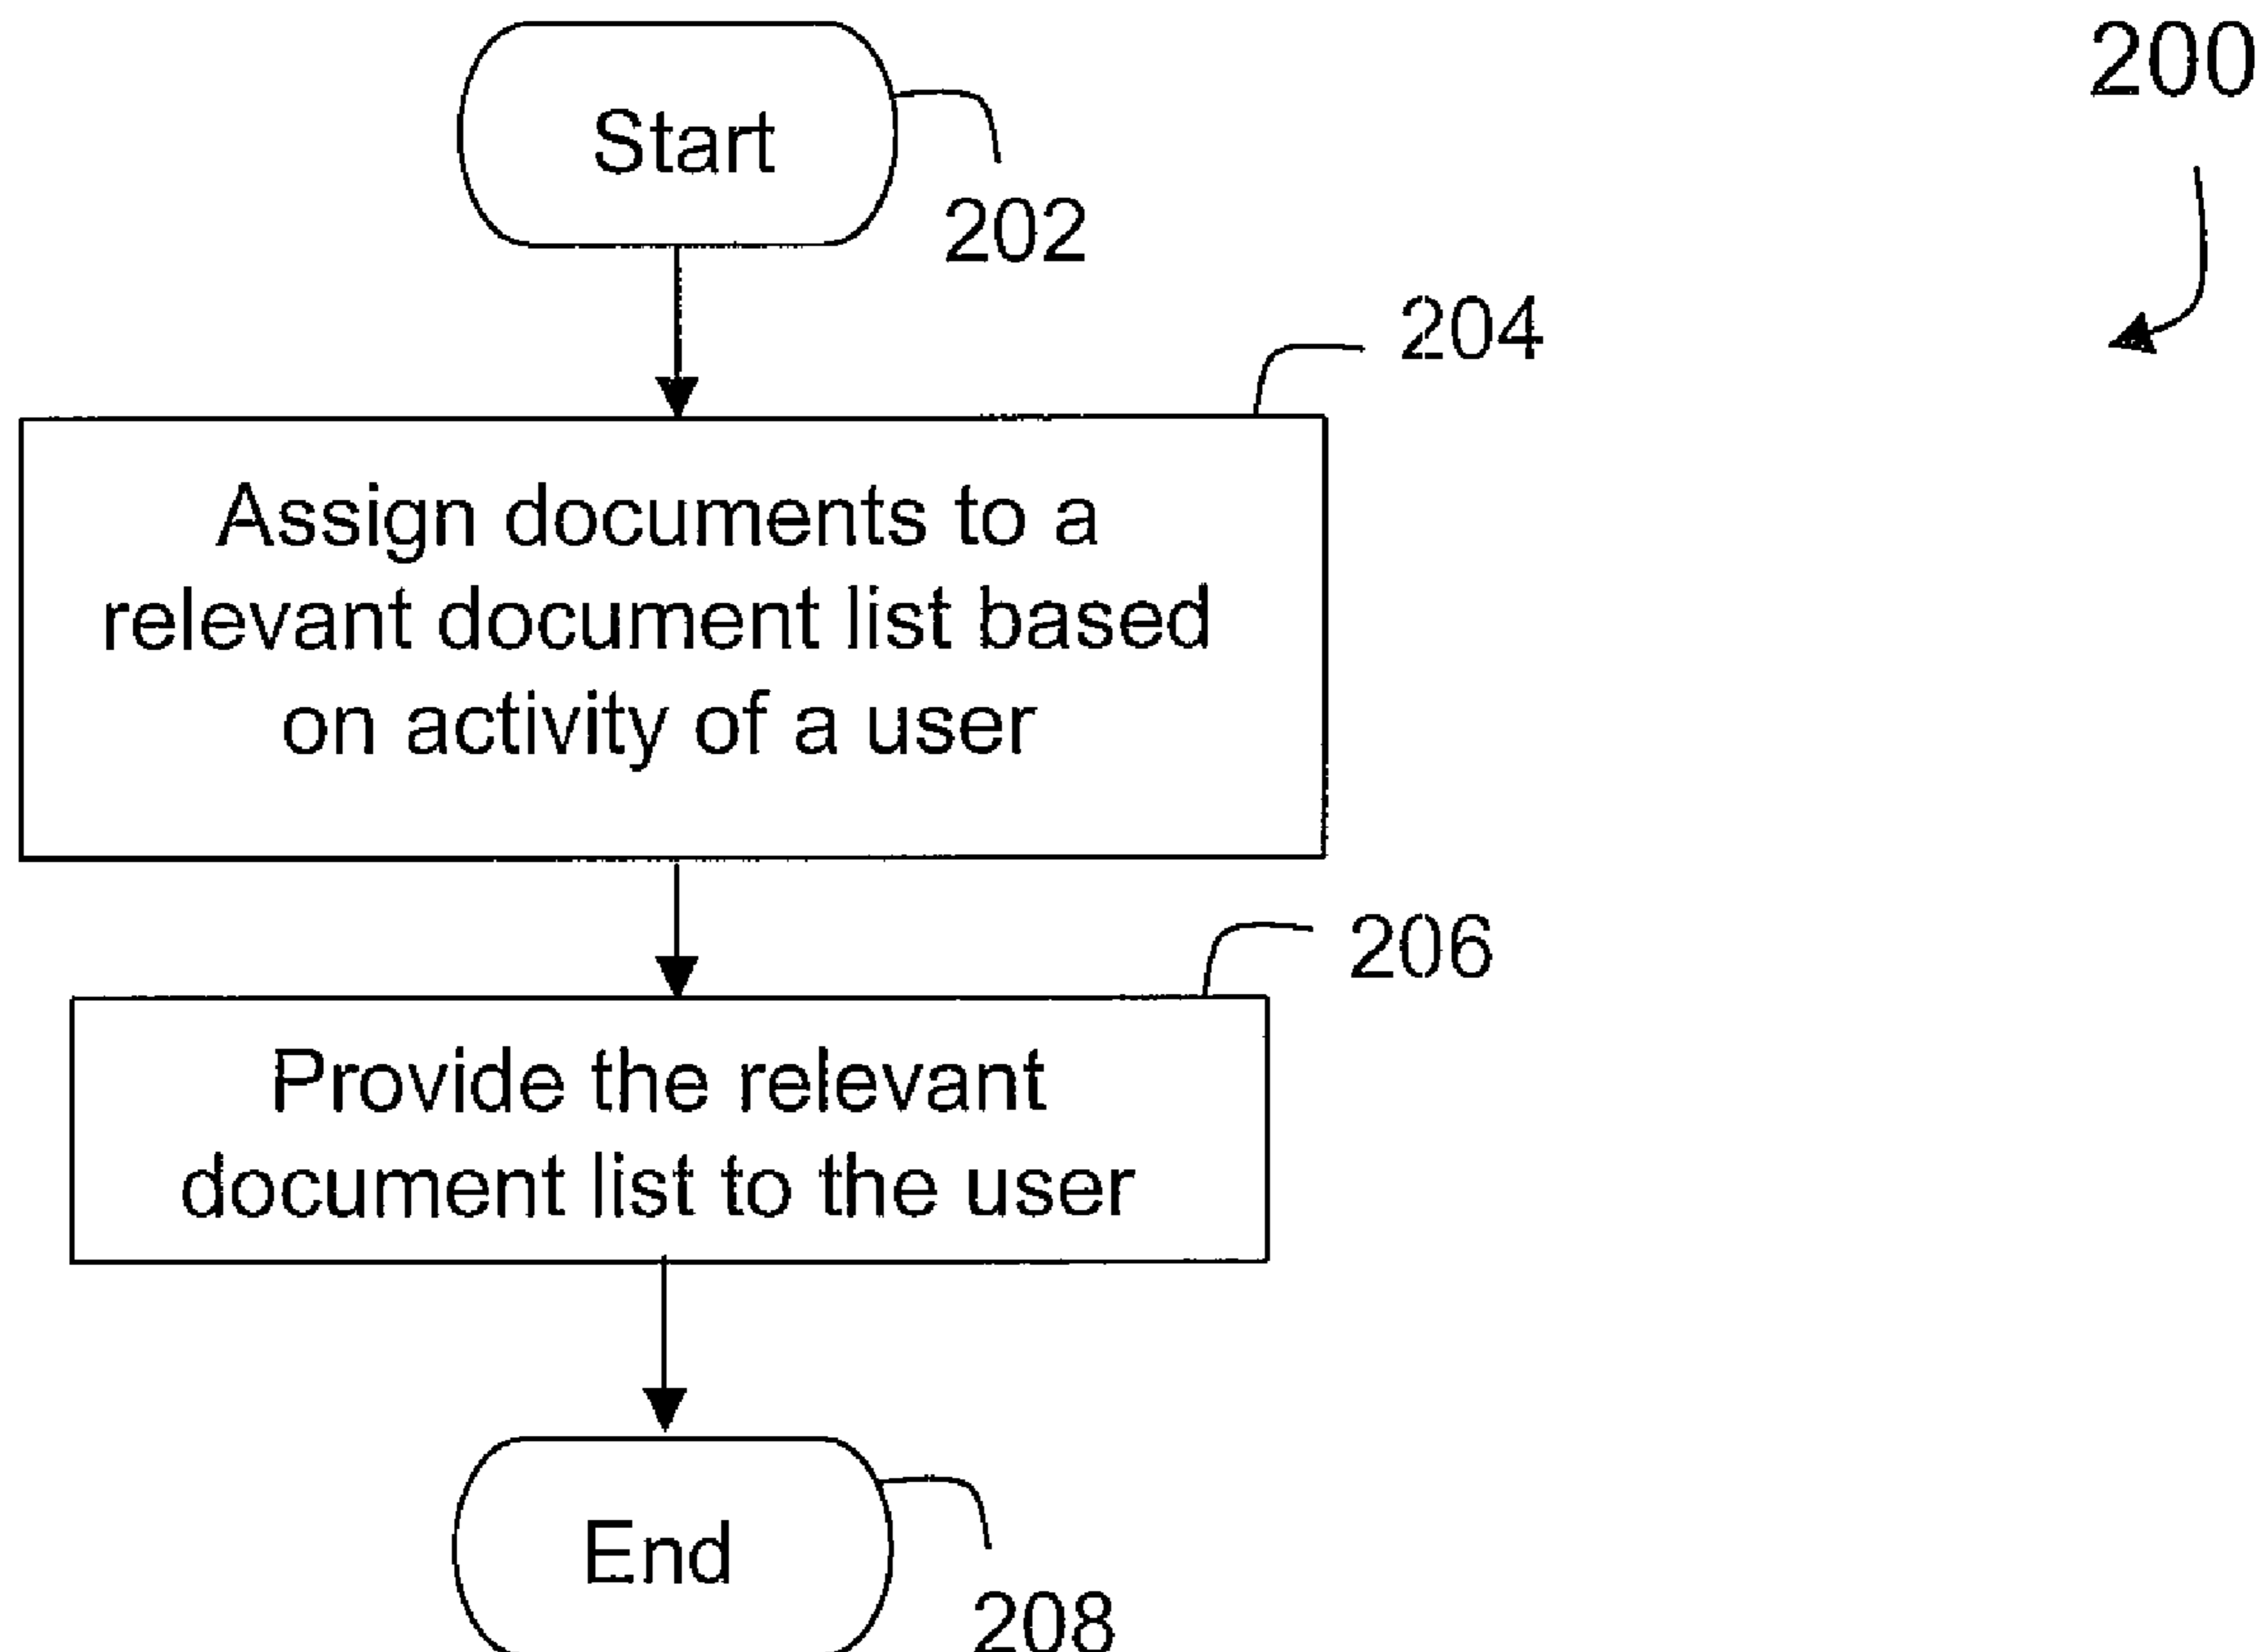 200
Start
202
204
Assign documents to a
relevant document list based
on activity of a user
206
Provide the relevant
document list to the user
End
208